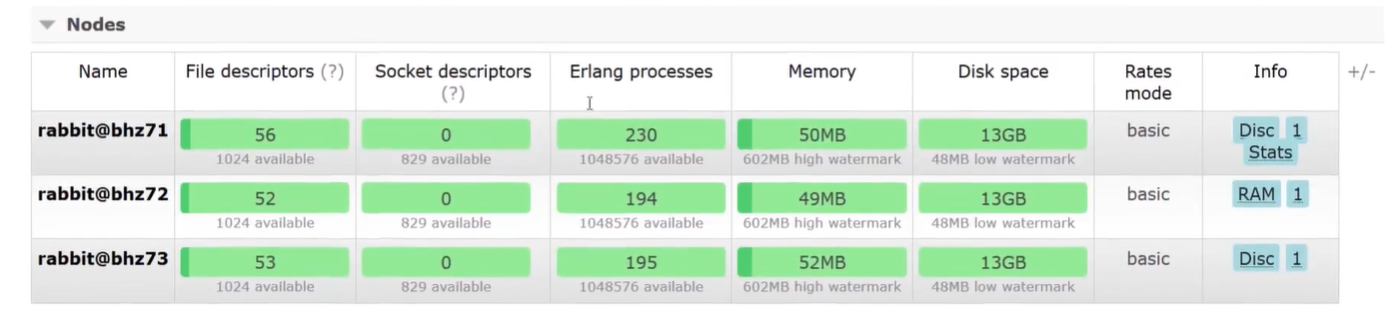 Nodes
Name File descriptors (?) Socket descriptors (?) Erlang processes Memory Disk space Rates mode Info +/-
rabbit@bhz71 56 0 230 50MB 13GB basic Disc 1
1024 available 829 available 1048576 available 602MB high watermark 48MB low watermark Stats
rabbit@bhz72 52 0 194 49MB 13GB basic RAM 1
1024 available 829 available 1048576 available 602MB high watermark 48MB low watermark
rabbit@bhz73 53 0 195 52MB 13GB basic Disc 1
1024 available 829 available 1048576 available 602MB high watermark 48MB low watermark